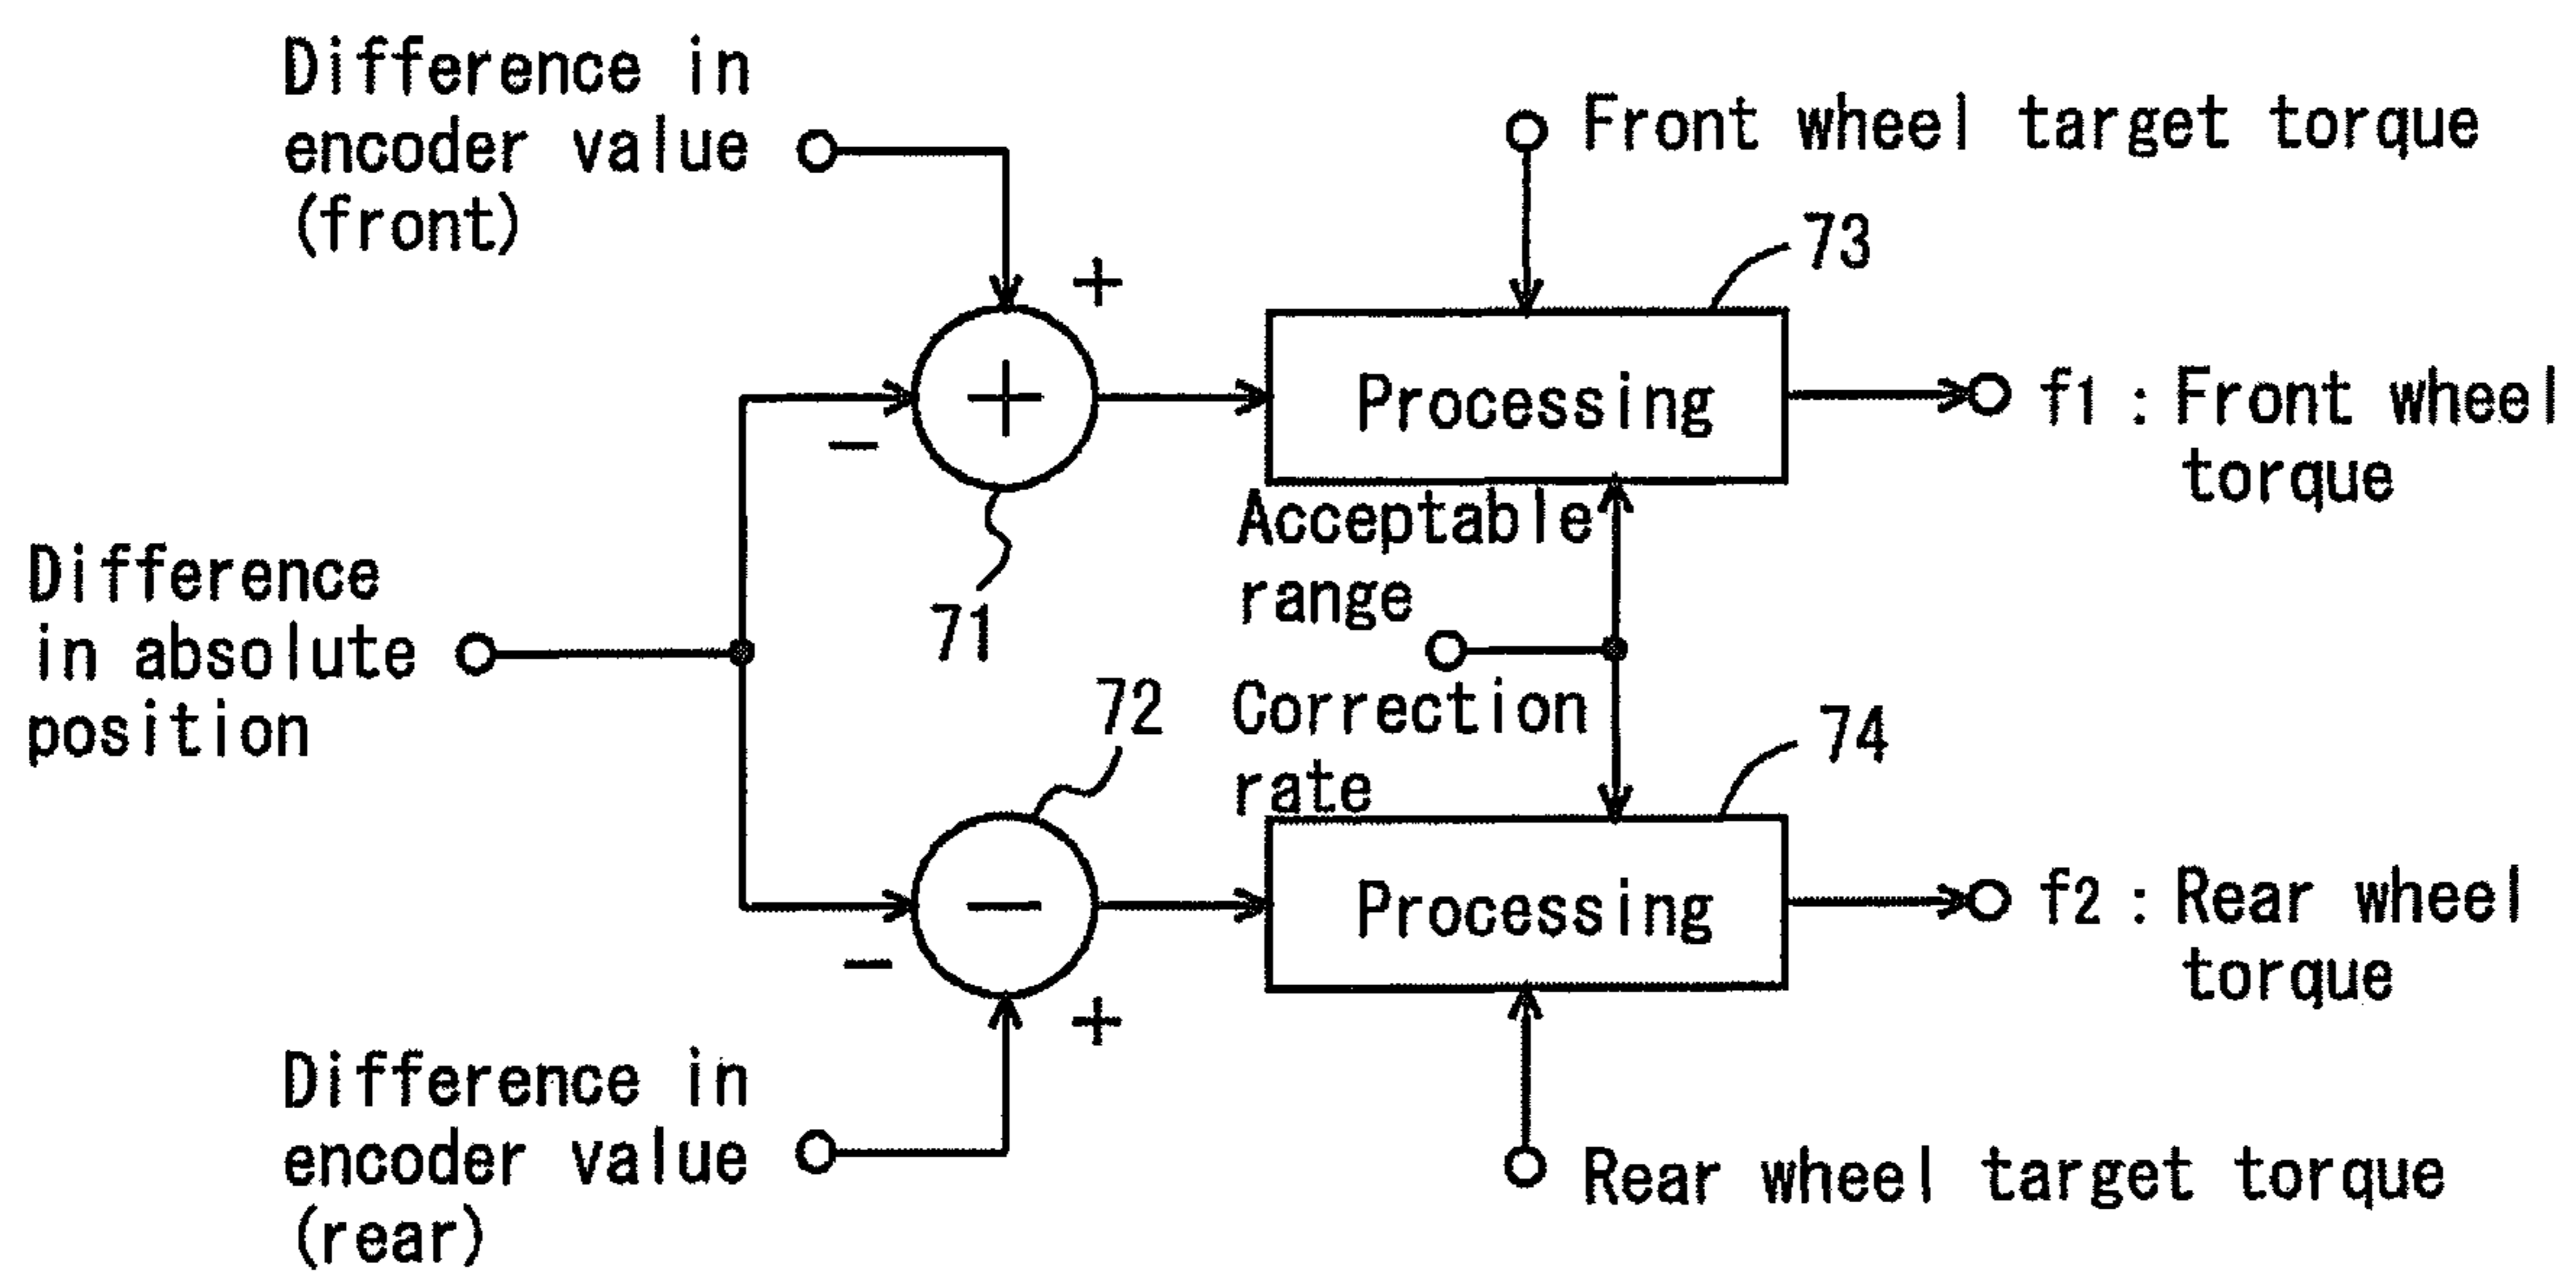 Difference in
encoder value
(front)
Front wheel target torque
73
+
+
Processing
f1 : Front wheel
torque
−
Acceptable
range
71
Difference
in absolute
position
72
Correction
rate
74
−
Processing
f2 : Rear wheel
torque
−
+
Difference in
encoder value
(rear)
Rear wheel target torque